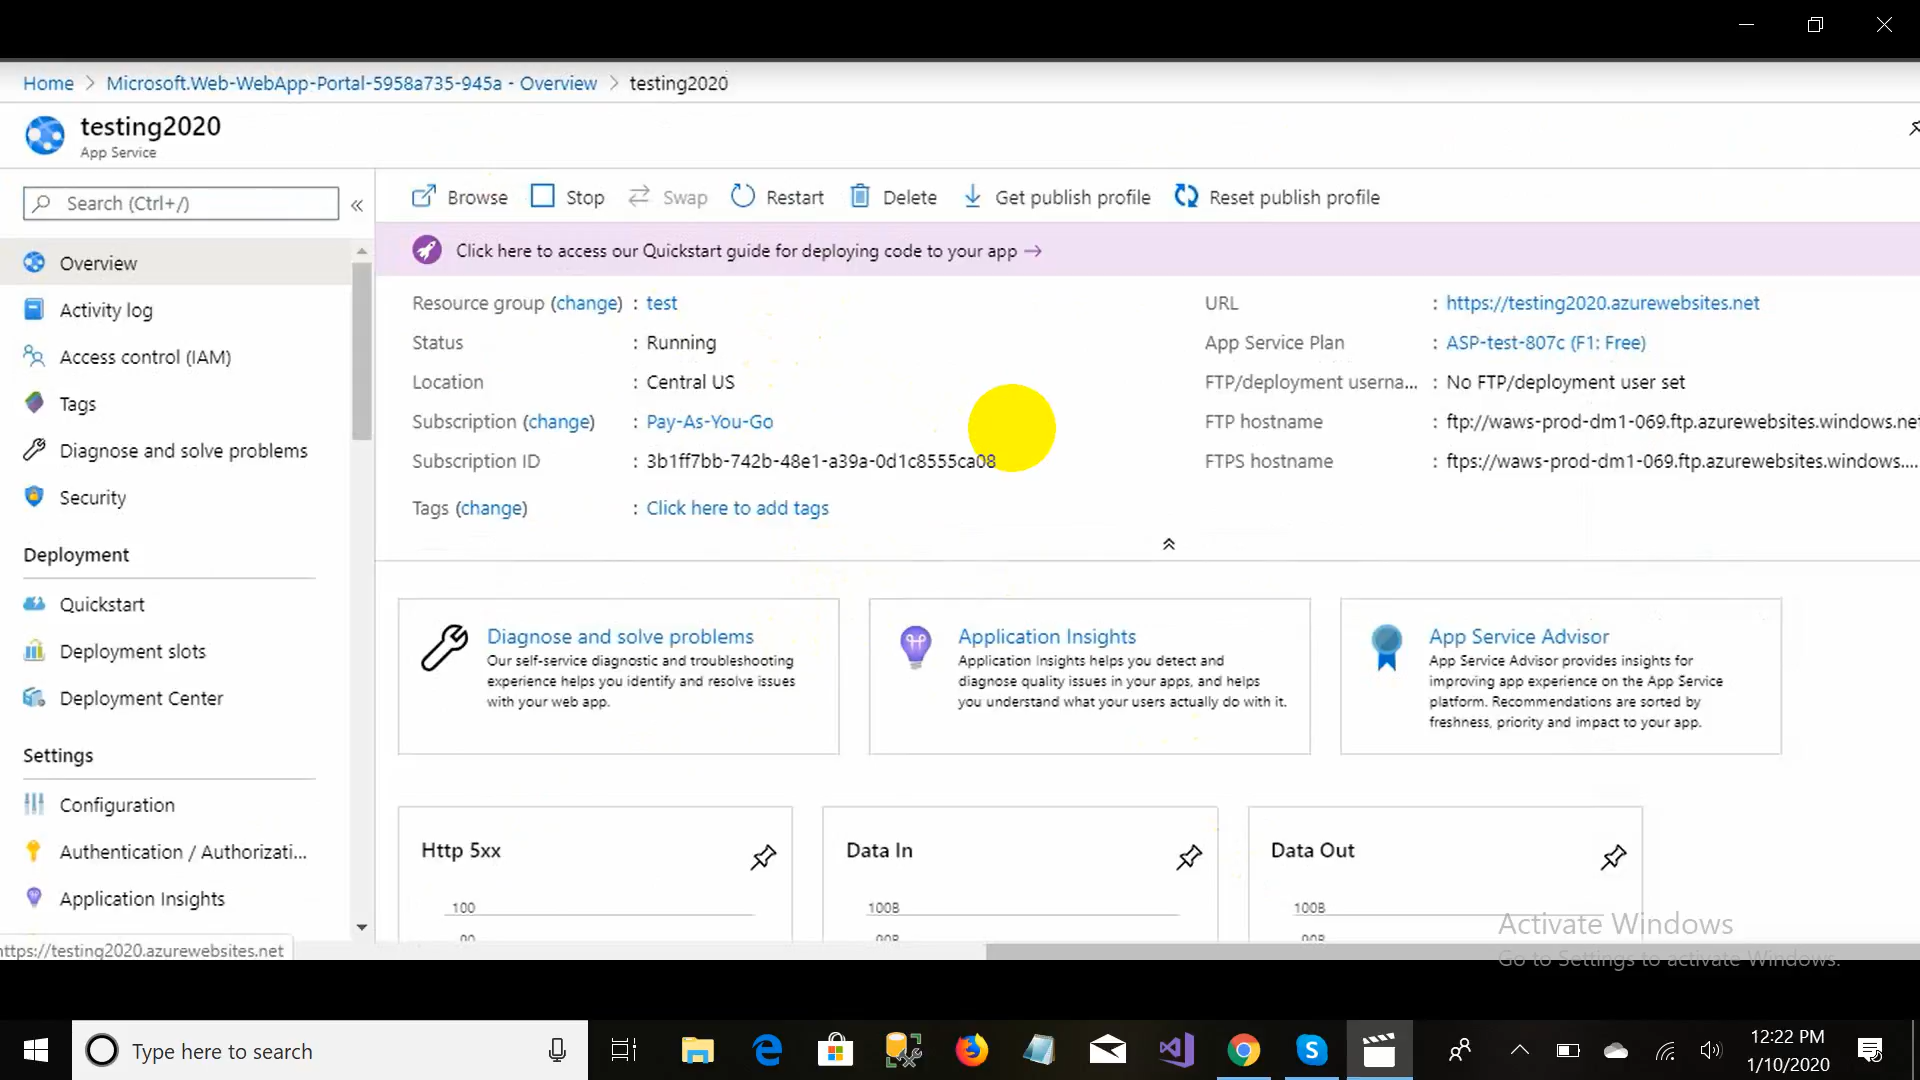 Home > Microsoft.Web-WebApp-Portal-5958a735-945a - Overview > testing2020
testing2020
App Service
Search (Ctrl+/)
«
Overview
Activity log
Access control (IAM)
Tags
Diagnose and solve problems
Security
Deployment
Quickstart
Deployment slots
Deployment Center
Settings
Configuration
Authentication / Authorizati...
Application Insights
https://testing2020.azurewebsites.net
Browse Stop Swap Restart Delete Get publish profile Reset publish profile
Click here to access our Quickstart guide for deploying code to your app →
Resource group (change) : test
Status : Running
Location : Central US
Subscription (change) : Pay-As-You-Go
Subscription ID : 3b1ff7bb-742b-48e1-a39a-0d1c8555ca08
Tags (change) : Click here to add tags
URL : https://testing2020.azurewebsites.net
App Service Plan : ASP-test-807c (F1: Free)
FTP/deployment userna... : No FTP/deployment user set
FTP hostname : ftp://waws-prod-dm1-069.ftp.azurewebsites.windows.net
FTPS hostname : ftps://waws-prod-dm1-069.ftp.azurewebsites.windows....
Diagnose and solve problems
Our self-service diagnostic and troubleshooting
experience helps you identify and resolve issues
with your web app.
Application Insights
Application Insights helps you detect and
diagnose quality issues in your apps, and helps
you understand what your users actually do with it.
App Service Advisor
App Service Advisor provides insights for
improving app experience on the App Service
platform. Recommendations are sorted by
freshness, priority and impact to your app.
Http 5xx
100
90
Data In
100B
90B
Data Out
100B
90B
Activate Windows
Go to Settings to activate Windows.
Type here to search
12:22 PM
1/10/2020